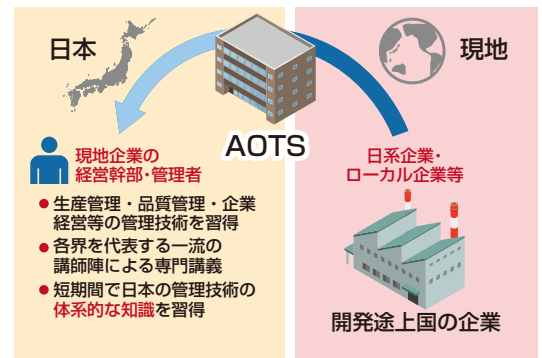 日本
現地
AOTS
現地企業の
経営幹部・管理者
● 生産管理・品質管理・企業
経営等の管理技術を習得
● 各界を代表する一流の
講師陣による専門講義
● 短期間で日本の管理技術の
体系的な知識を習得
日系企業・
ローカル企業等
開発途上国の企業